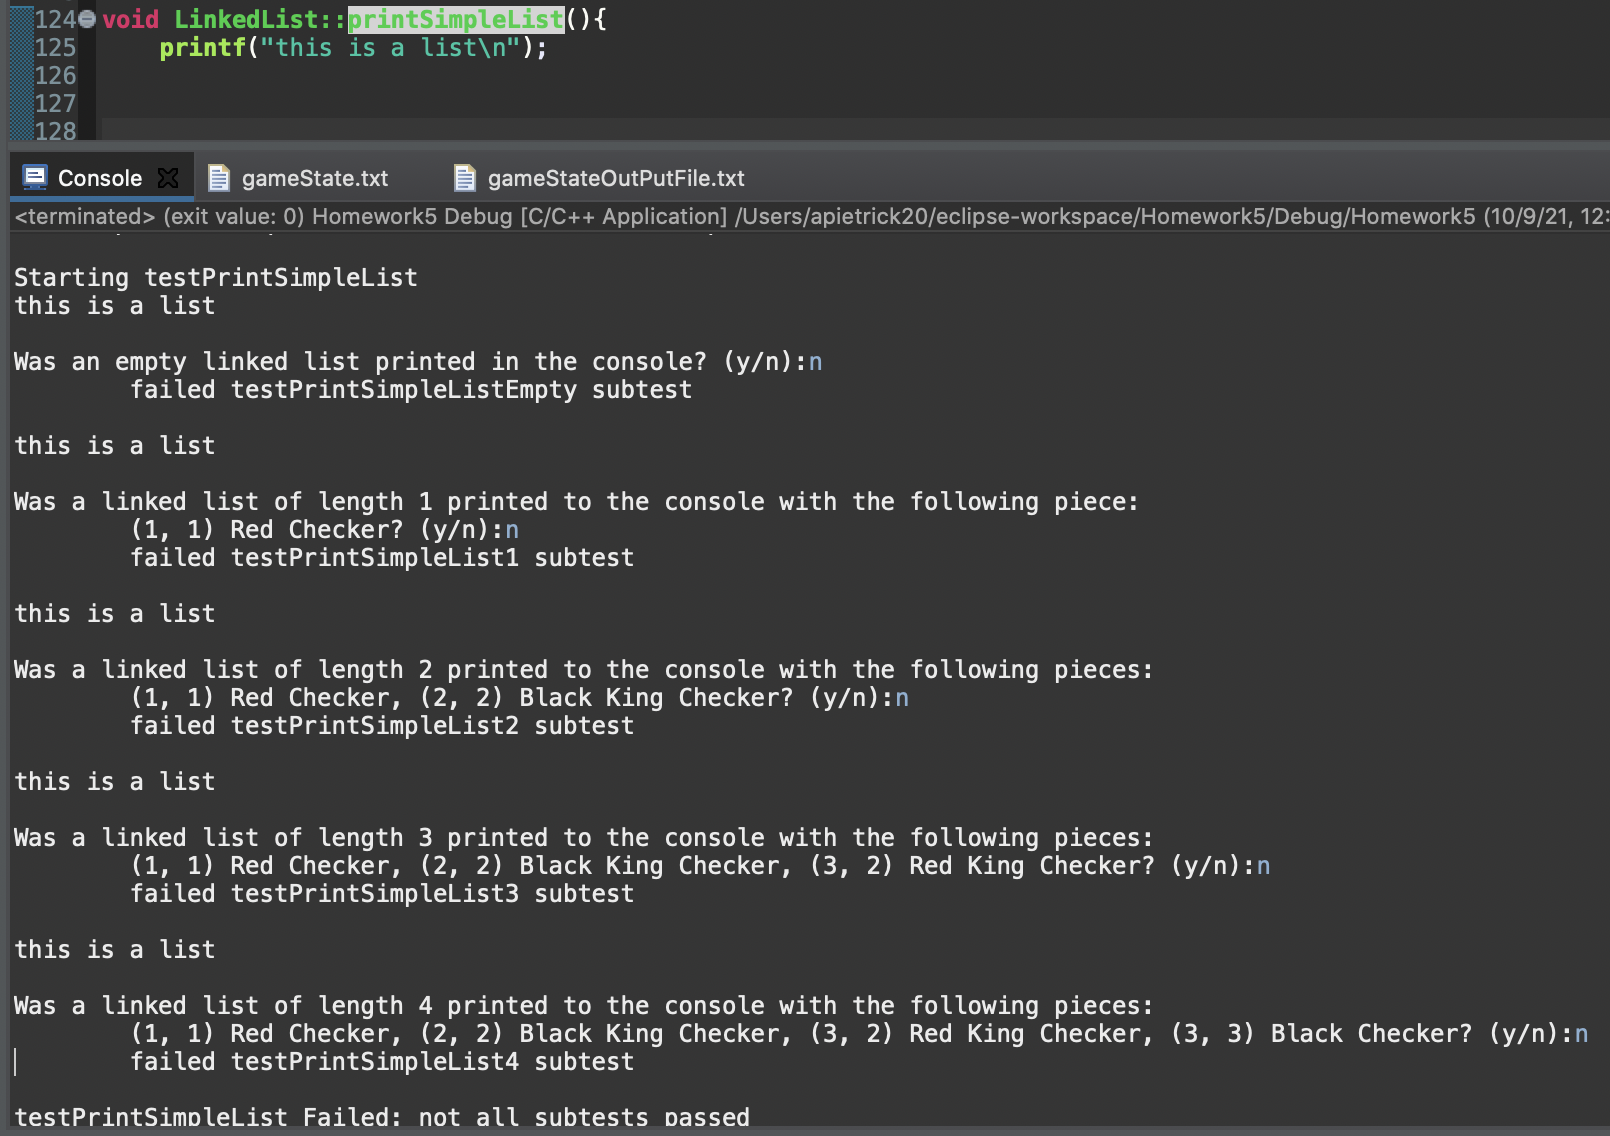 124 void LinkedList::printSimpleList(){
125 printf("this is a list\n");
126
127
128
Console gameState.txt gameStateOutPutFile.txt
<terminated> (exit value: 0) Homework5 Debug [C/C++ Application] /Users/apietrick20/eclipse-workspace/Homework5/Debug/Homework5 (10/9/21, 12:
Starting testPrintSimpleList
this is a list
Was an empty linked list printed in the console? (y/n):n
failed testPrintSimpleListEmpty subtest
this is a list
Was a linked list of length 1 printed to the console with the following piece:
(1, 1) Red Checker? (y/n):n
failed testPrintSimpleList1 subtest
this is a list
Was a linked list of length 2 printed to the console with the following pieces:
(1, 1) Red Checker, (2, 2) Black King Checker? (y/n):n
failed testPrintSimpleList2 subtest
this is a list
Was a linked list of length 3 printed to the console with the following pieces:
(1, 1) Red Checker, (2, 2) Black King Checker, (3, 2) Red King Checker? (y/n):n
failed testPrintSimpleList3 subtest
this is a list
Was a linked list of length 4 printed to the console with the following pieces:
(1, 1) Red Checker, (2, 2) Black King Checker, (3, 2) Red King Checker, (3, 3) Black Checker? (y/n):n
failed testPrintSimpleList4 subtest
testPrintSimpleList Failed: not all subtests passed